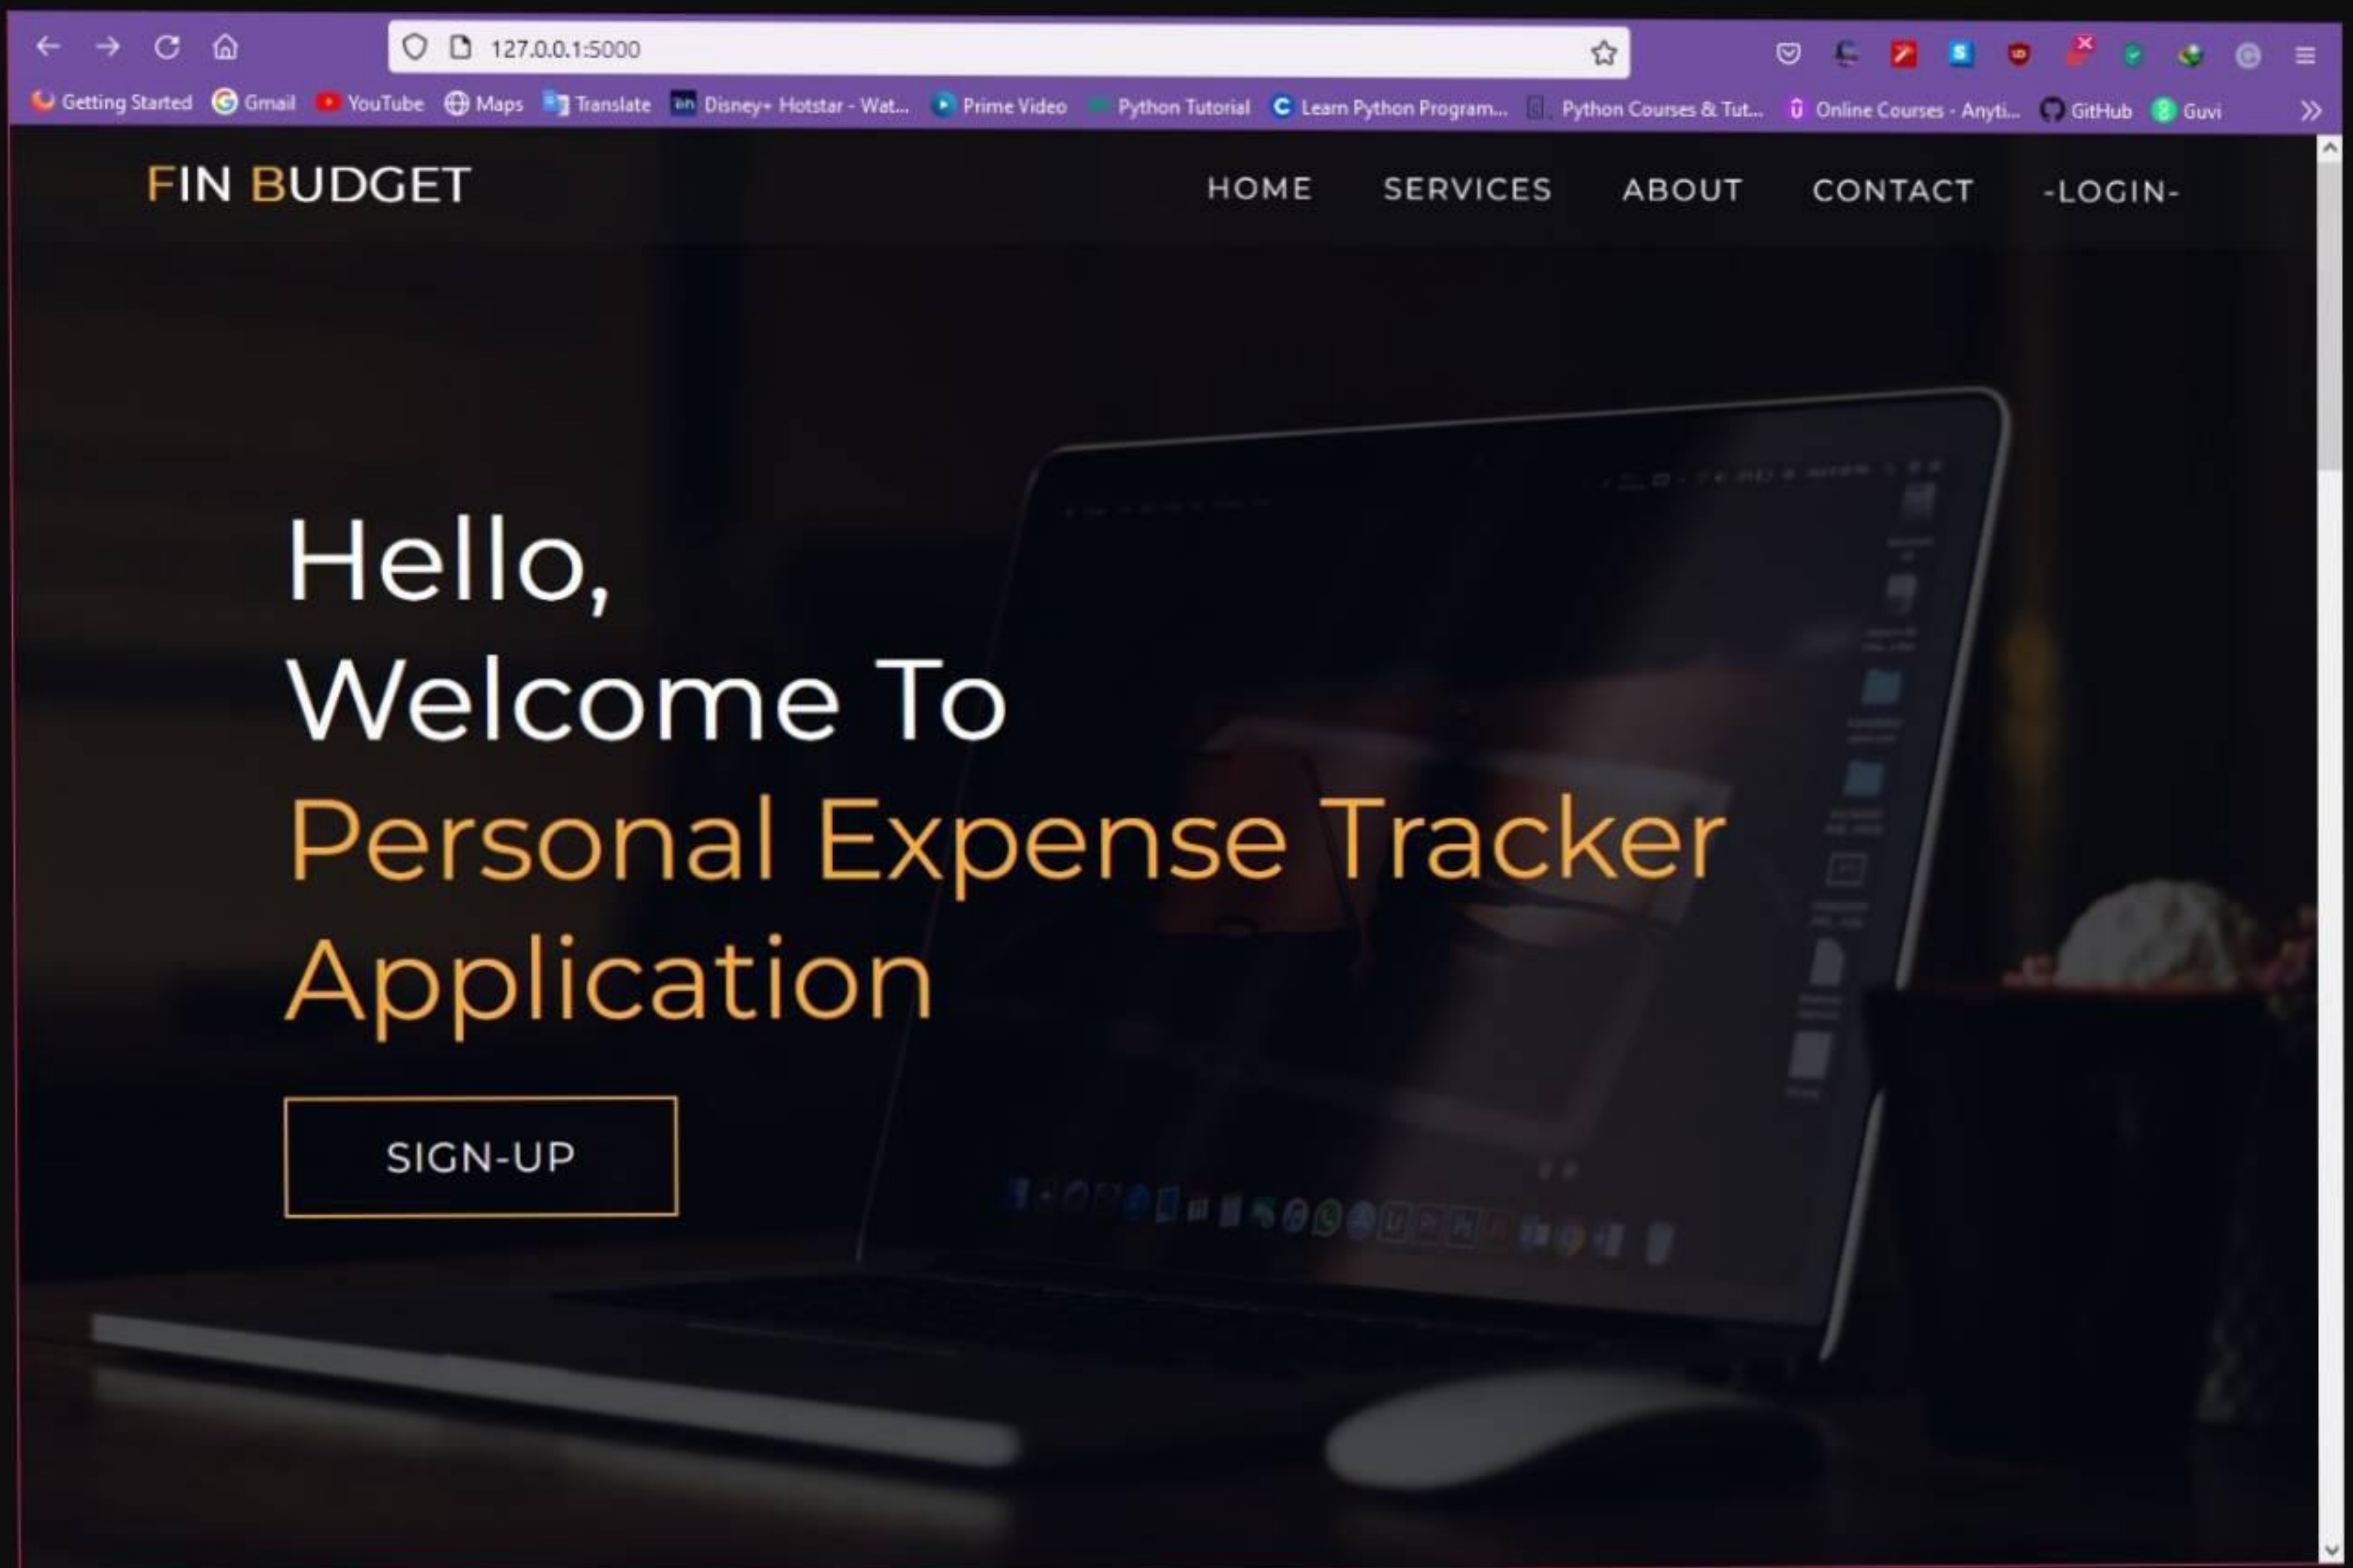 127.0.0.1:5000
Getting Started Gmail YouTube Maps Translate Disney+ Hotstar - Wat... Prime Video Python Tutorial Learn Python Program... Python Courses & Tut... Online Courses - Anyti... GitHub Guvi
FIN BUDGET HOME SERVICES ABOUT CONTACT -LOGIN-
Hello,
Welcome To
Personal Expense Tracker
Application
SIGN-UP